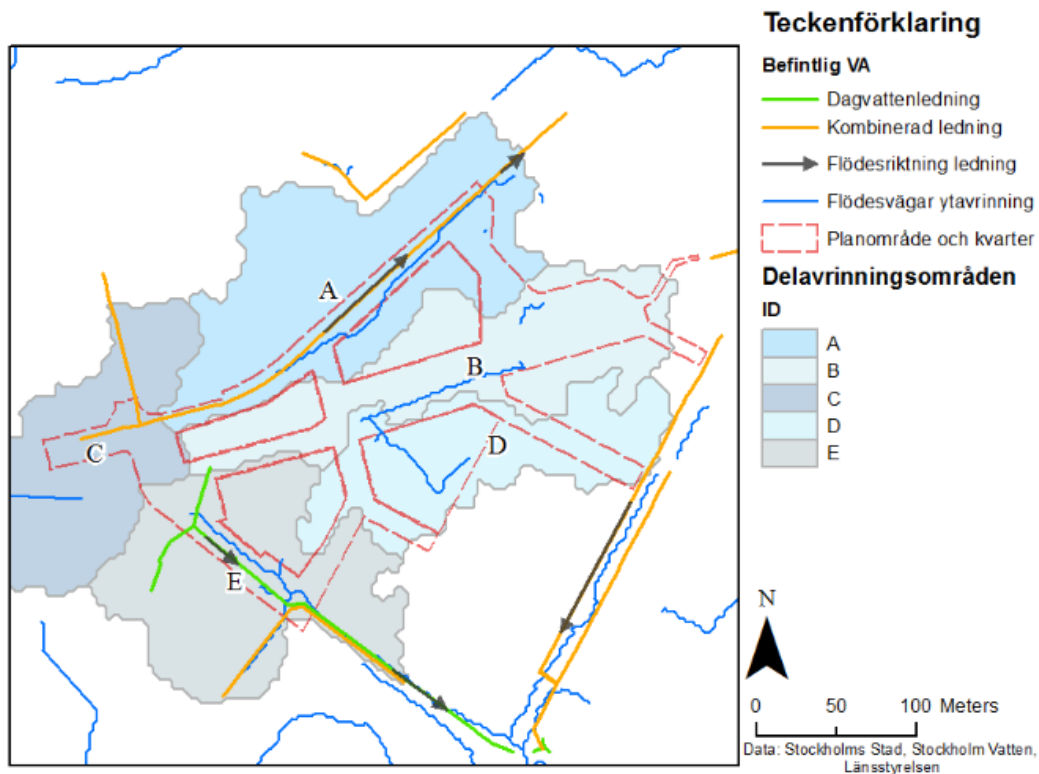 Teckenförklaring
Befintlig VA
Dagvattenledning
Kombinerad ledning
Flödesriktning ledning
Flödesvägar ytavrinning
Planområde och kvarter
Delavrinningsområden
ID
A
B
C
D
E
A
B
C
D
E
N
0 50 100 Meters
Data: Stockholms Stad, Stockholm Vatten,
Länsstyrelsen